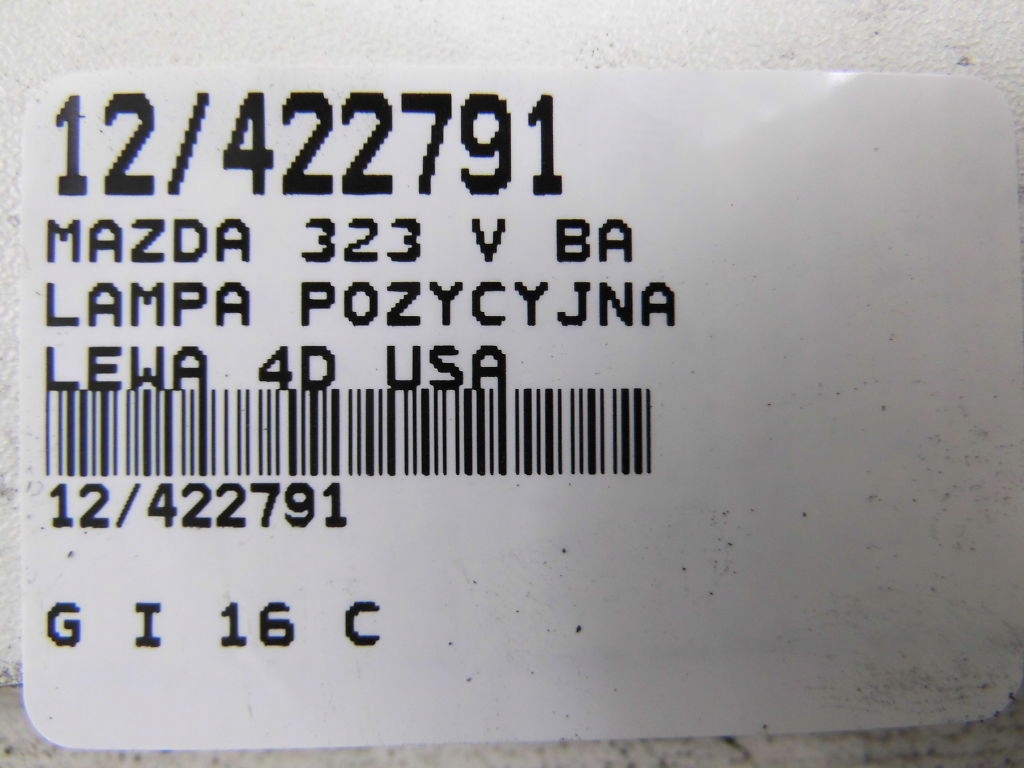 12/422791
MAZDA 323 V BA
LAMPA POZYCYJNA
LEWA 4D USA
12/422791
G I 16 C